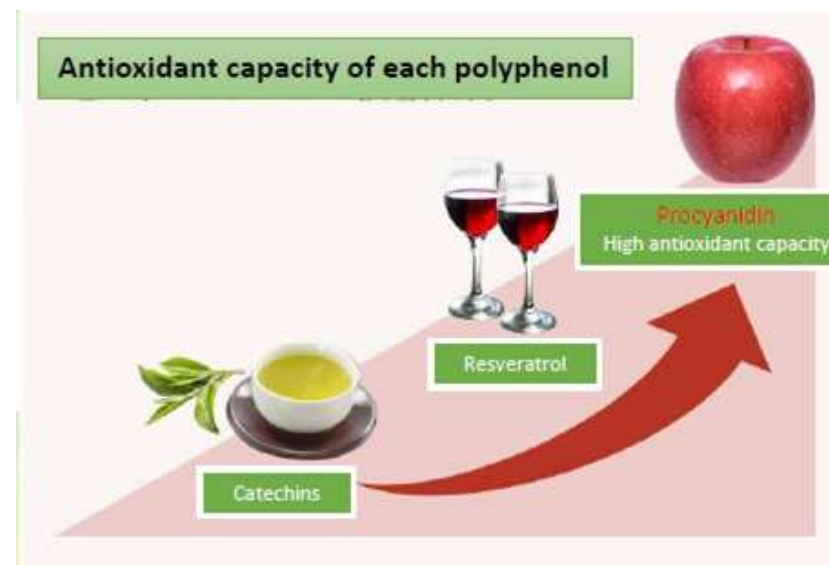 Antioxidant capacity of each polyphenol
Procyanidin
High antioxidant capacity
Resveratrol
Catechins